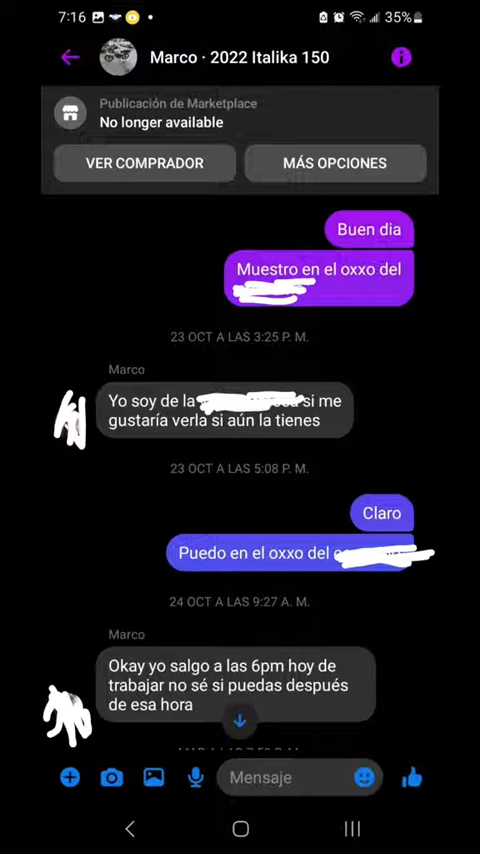 7:16
35%
Marco · 2022 Italika 150
Publicación de Marketplace
No longer available
VER COMPRADOR
MÁS OPCIONES
Buen dia
Muestro en el oxxo del
23 OCT A LAS 3:25 P. M.
Marco
Yo soy de la si me
gustaría verla si aún la tienes
23 OCT A LAS 5:08 P. M.
Claro
Puedo en el oxxo del
24 OCT A LAS 9:27 A. M.
Marco
Okay yo salgo a las 6pm hoy de
trabajar no sé si puedas después
de esa hora
Mensaje